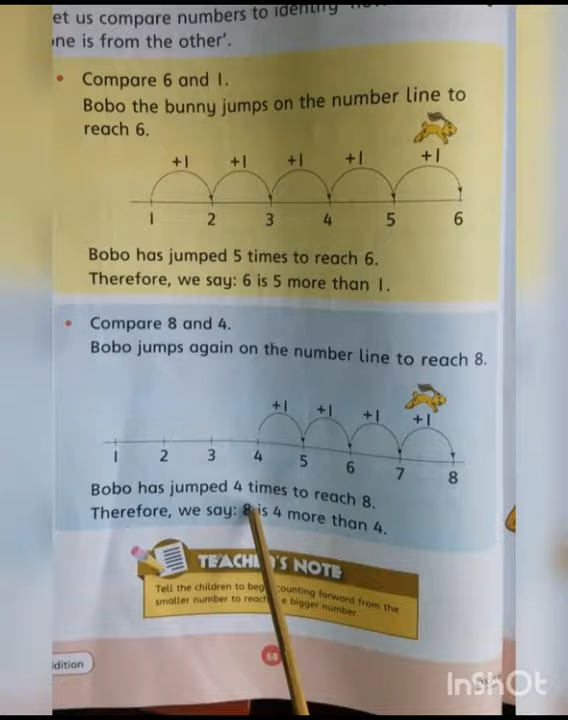 et us compare numbers to identify
ne is from the other'.
• Compare 6 and 1.
Bobo the bunny jumps on the number line to
reach 6.
+1 +1 +1 +1 +1
1 2 3 4 5 6
Bobo has jumped 5 times to reach 6.
Therefore, we say: 6 is 5 more than 1.
• Compare 8 and 4.
Bobo jumps again on the number line to reach 8.
+1 +1 +1 +1
1 2 3 4 5 6 7 8
Bobo has jumped 4 times to reach 8.
Therefore, we say: 8 is 4 more than 4.
TEACHER'S NOTE
Tell the children to beg counting forward from the
smaller number to reach e bigger number.
dition
68
InShOt